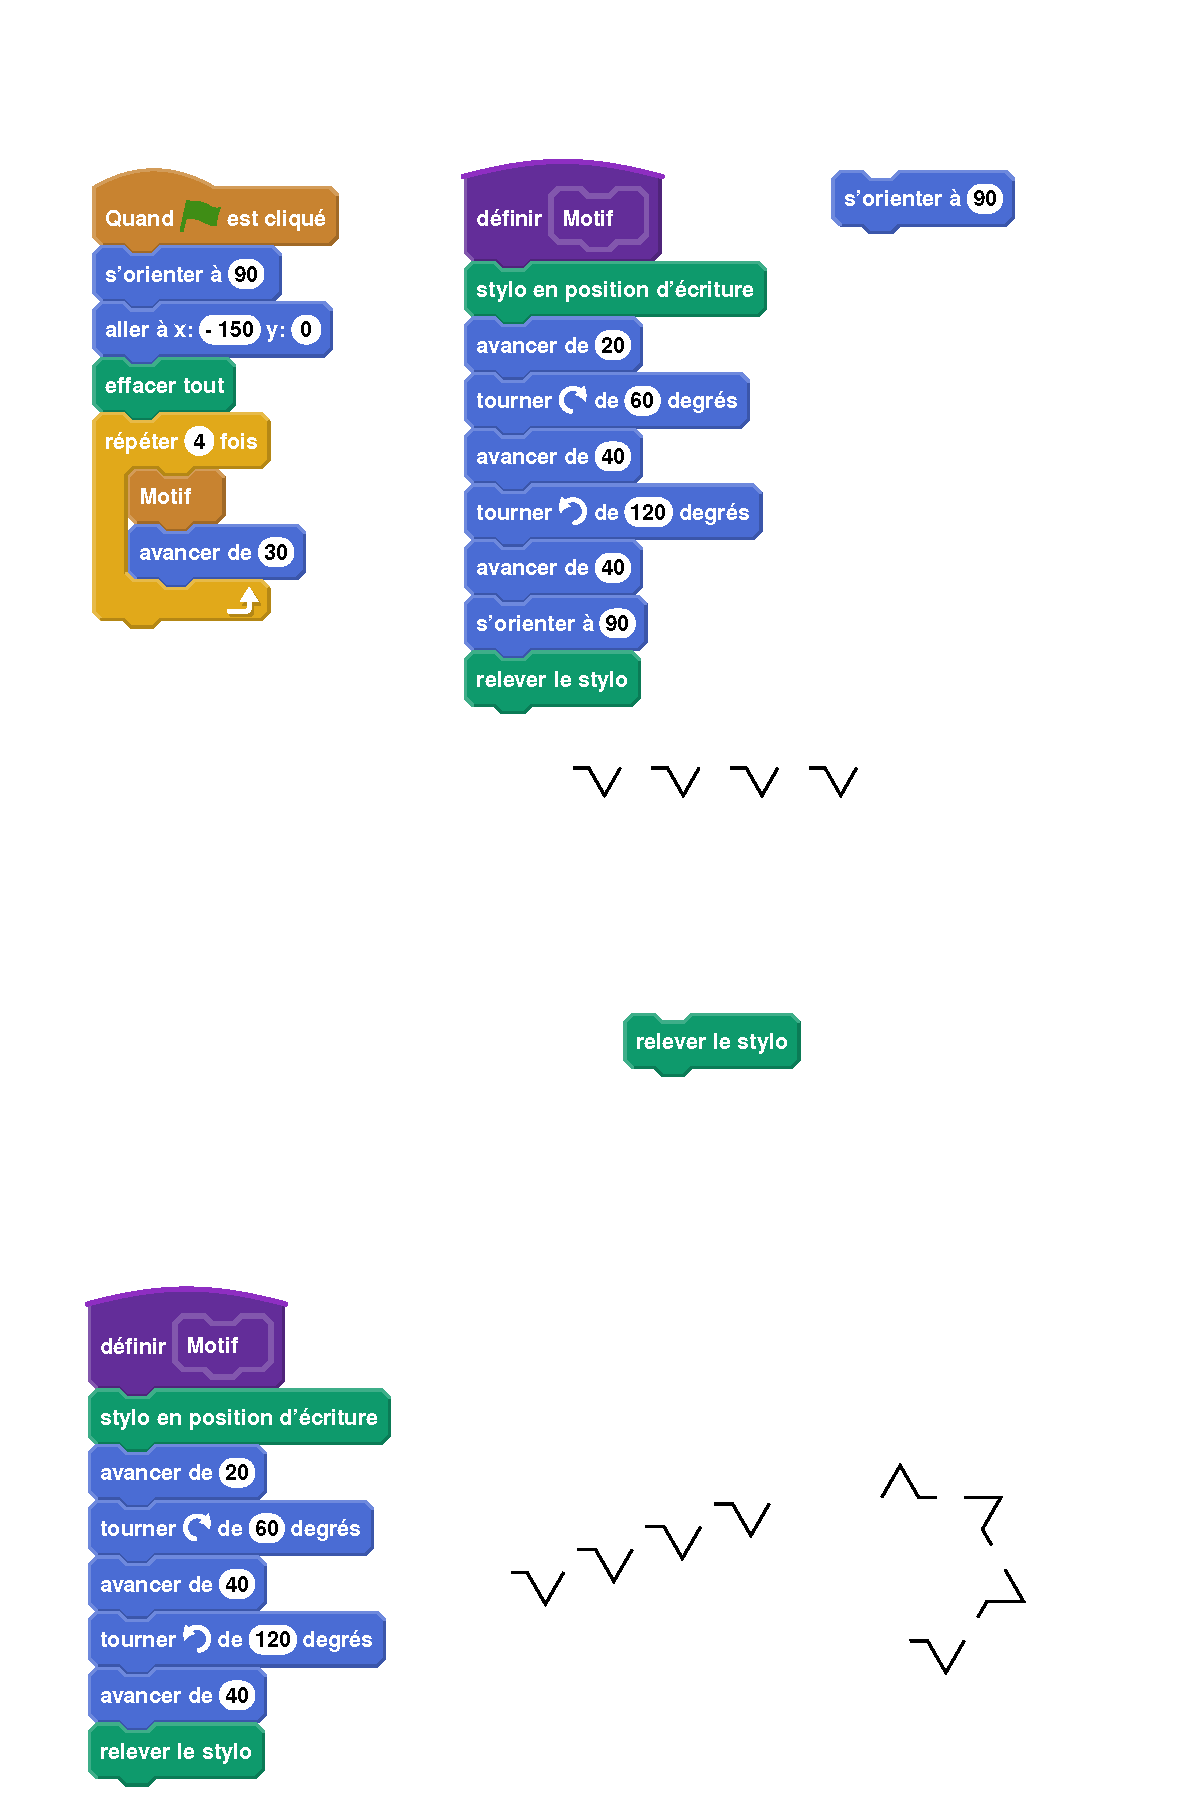 Quand est cliqué
s'orienter à 90
aller à x: - 150 y: 0
effacer tout
répéter 4 fois
Motif
avancer de 30
définir Motif
stylo en position d'écriture
avancer de 20
tourner de 60 degrés
avancer de 40
tourner de 120 degrés
avancer de 40
s'orienter à 90
relever le stylo
s'orienter à 90
relever le stylo
définir Motif
stylo en position d'écriture
avancer de 20
tourner de 60 degrés
avancer de 40
tourner de 120 degrés
avancer de 40
relever le stylo